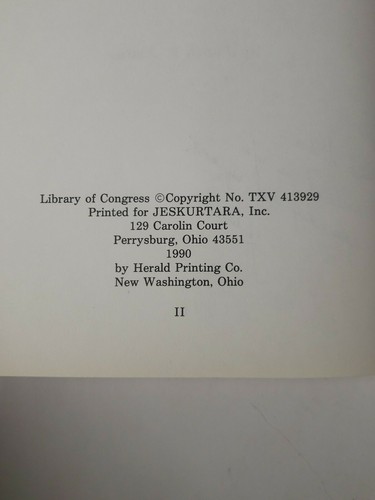 Library of Congress ©Copyright No. TXV 413929
Printed for JESKURTARA, Inc.
129 Carolin Court
Perrysburg, Ohio 43551
1990
by Herald Printing Co.
New Washington, Ohio
II